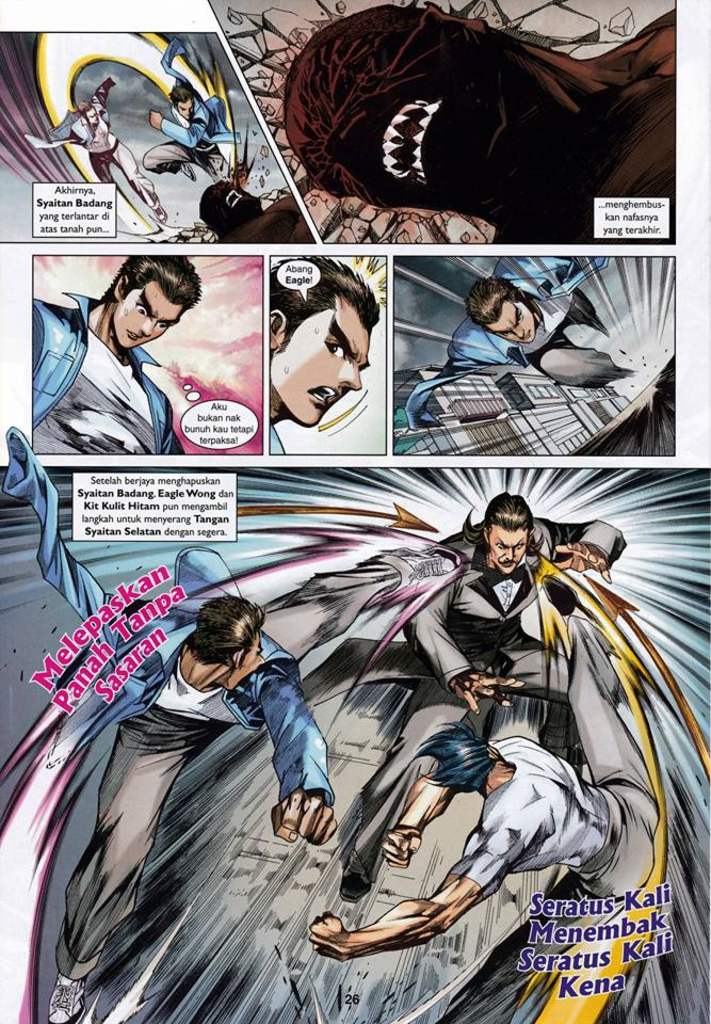 Akhirnya,
Syaitan Badang
yang terlantar di
atas tanah pun...
...menghembus-
kan nafasnya
yang terakhir.
Aku
bukan nak
bunuh kau tetapi
terpaksa!
Abang
Eagle!
Setelah berjaya menghapuskan
Syaitan Badang, Eagle Wong dan
Kit Kulit Hitam pun mengambil
langkah untuk menyerang Tangan
Syaitan Selatan dengan segera.
Melepaskan
Panah Tanpa
Sasaran
Seratus Kali
Menembak
Seratus Kali
Kena
26